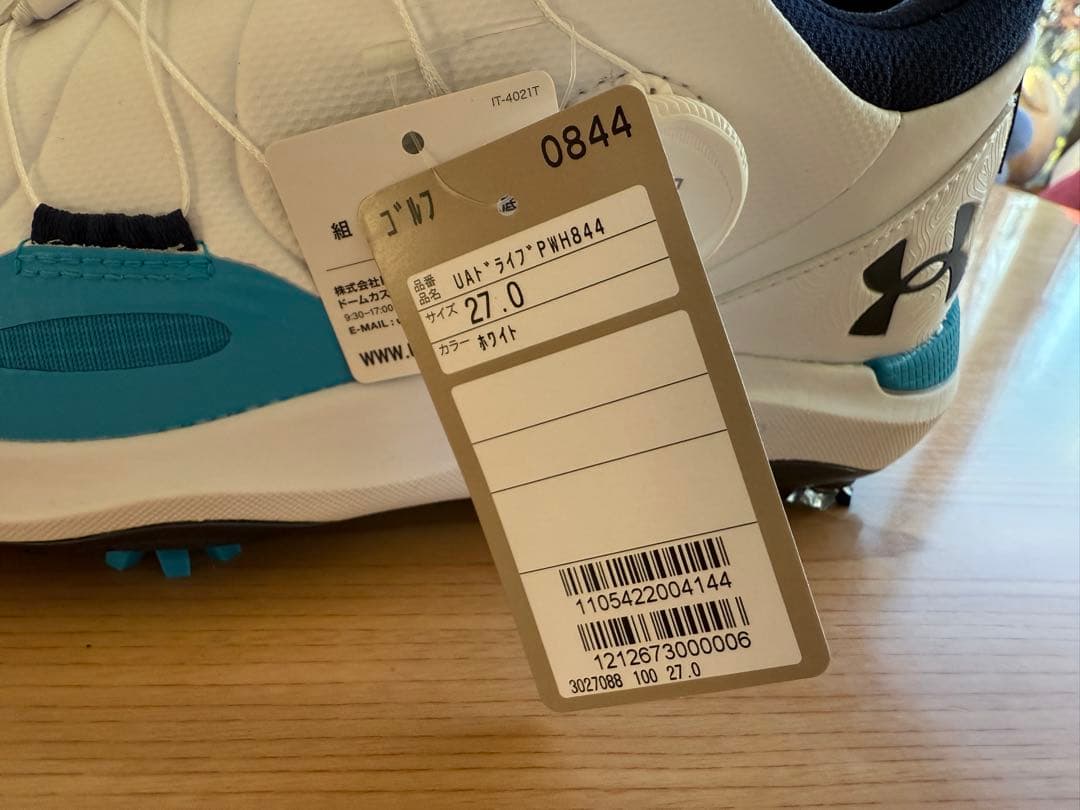 IT-4021T
組
株式会社
ドームカス
9:30-17:00
E-MAIL:
WWW.
0844
ゴルフ
底
品番
品名
UAドライブPWH844
サイズ 27.0
カラー ホワイト
1105422004144
1212673000006
3027088 100 27.0